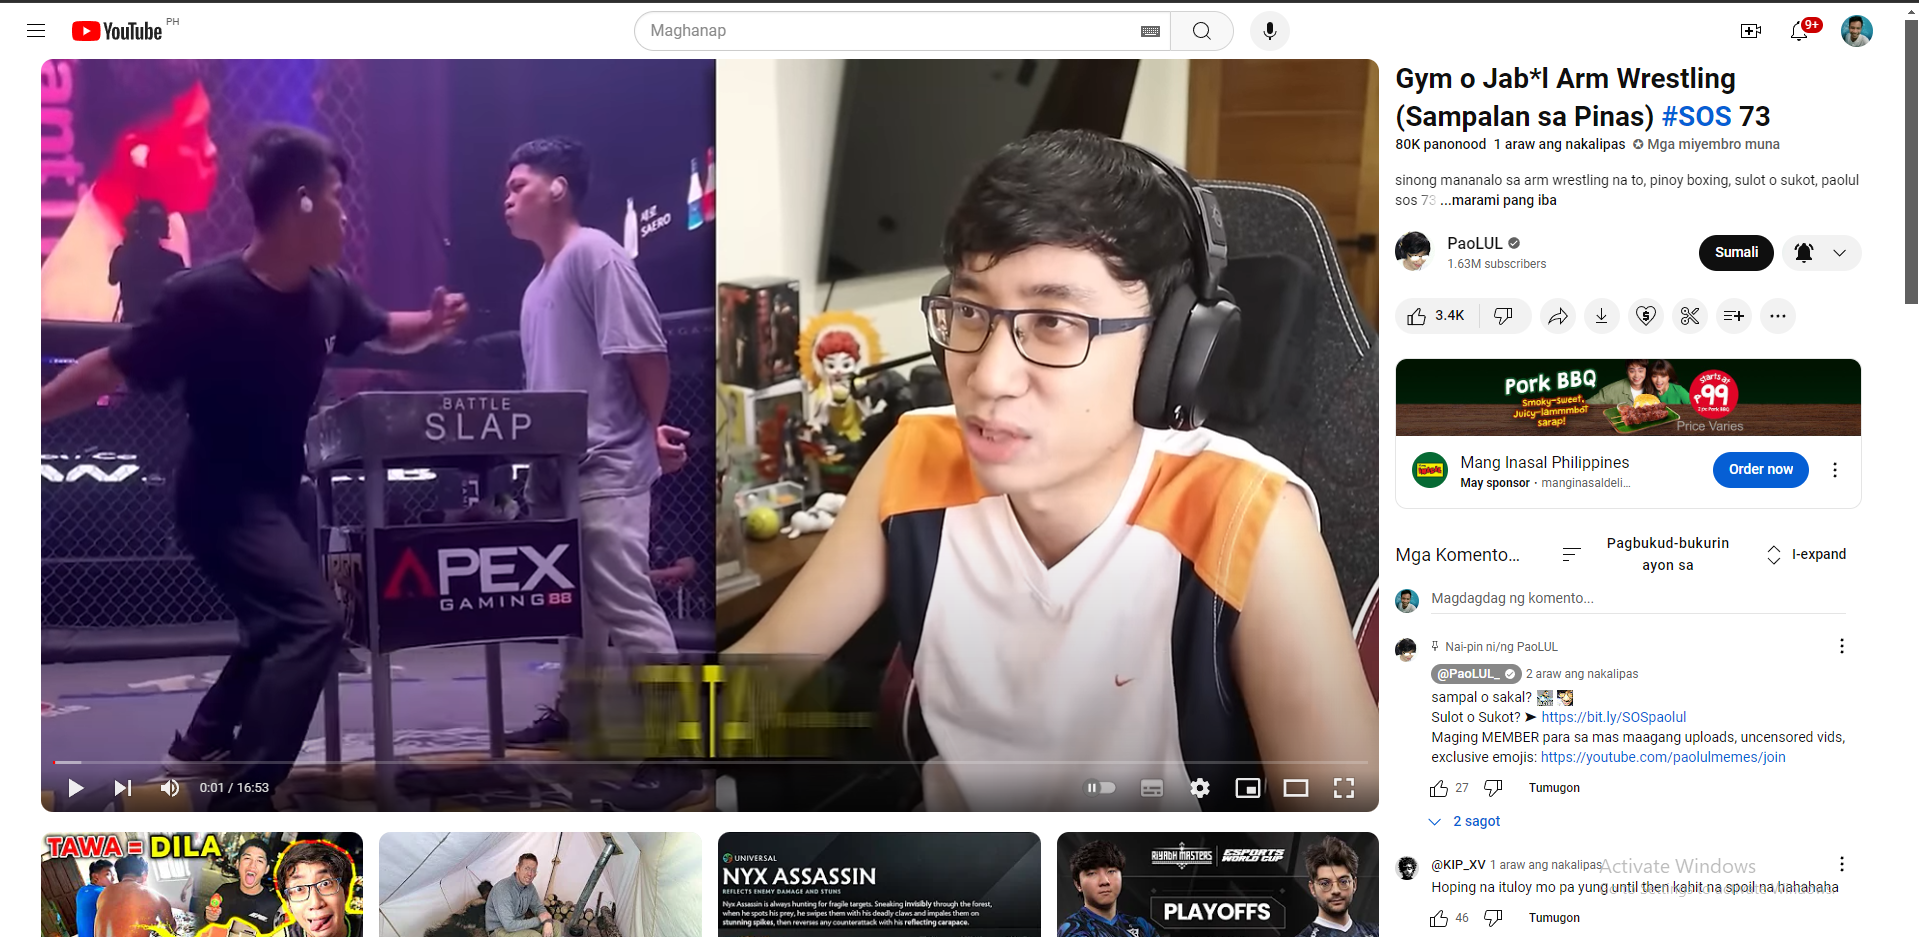 YouTube PH
Maghanap
9+
BATTLE
SLAP
APEX
GAMING88
새로
SAERO
0:01 / 16:53
Gym o Jab*l Arm Wrestling
(Sampalan sa Pinas) #SOS 73
80K panonood 1 araw ang nakalipas Mga miyembro muna
sinong mananalo sa arm wrestling na to, pinoy boxing, sulot o sukot, paolul
sos 73 ...marami pang iba
PaoLUL
1.63M subscribers
Sumali
3.4K
Pork BBQ
Smoky-sweet,
Juicy-lammmbot
sarap!
starts at
₱99
2 pc Pork BBQ
Price Varies
Mang Inasal Philippines
May sponsor · manginasaldeli...
Order now
Mga Komento...
Pagbukud-bukurin
ayon sa
I-expand
Magdagdag ng komento...
Nai-pin ni/ng PaoLUL
@PaoLUL_ 2 araw ang nakalipas
sampal o sakal?
Sulot o Sukot? ➤ https://bit.ly/SOSpaolul
Maging MEMBER para sa mas maagang uploads, uncensored vids,
exclusive emojis: https://youtube.com/paolulmemes/join
27 Tumugon
2 sagot
@KIP_XV 1 araw ang nakalipas
Hoping na ituloy mo pa yung until then kahit na spoil na hahahaha
46 Tumugon
Activate Windows
TAWA = DILA
UNIVERSAL
NYX ASSASSIN
REFLECTS ENEMY DAMAGE AND STUNS
Nyx Assassin is always hunting for fragile targets. Sneaking invisibly through the forest,
when he spots his prey, he swipes them with his deadly claws and impales them on
stunning spikes, then reverses any counterattack with his reflecting carapace.
RIYADH MASTERS
ESPORTS
WORLD CUP
PLAYOFFS